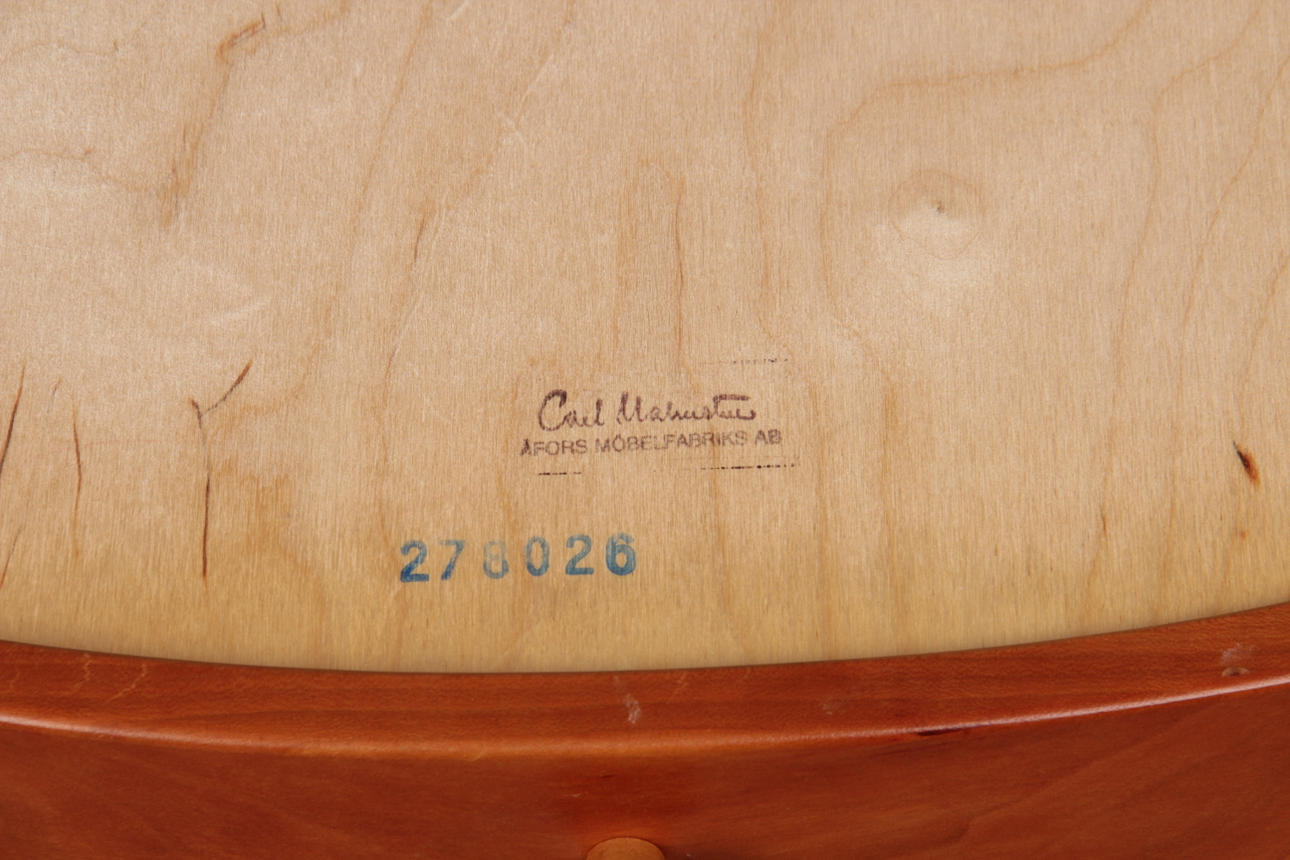 Carl Malmsten
ÅFORS MÖBELFABRIKS AB
278026